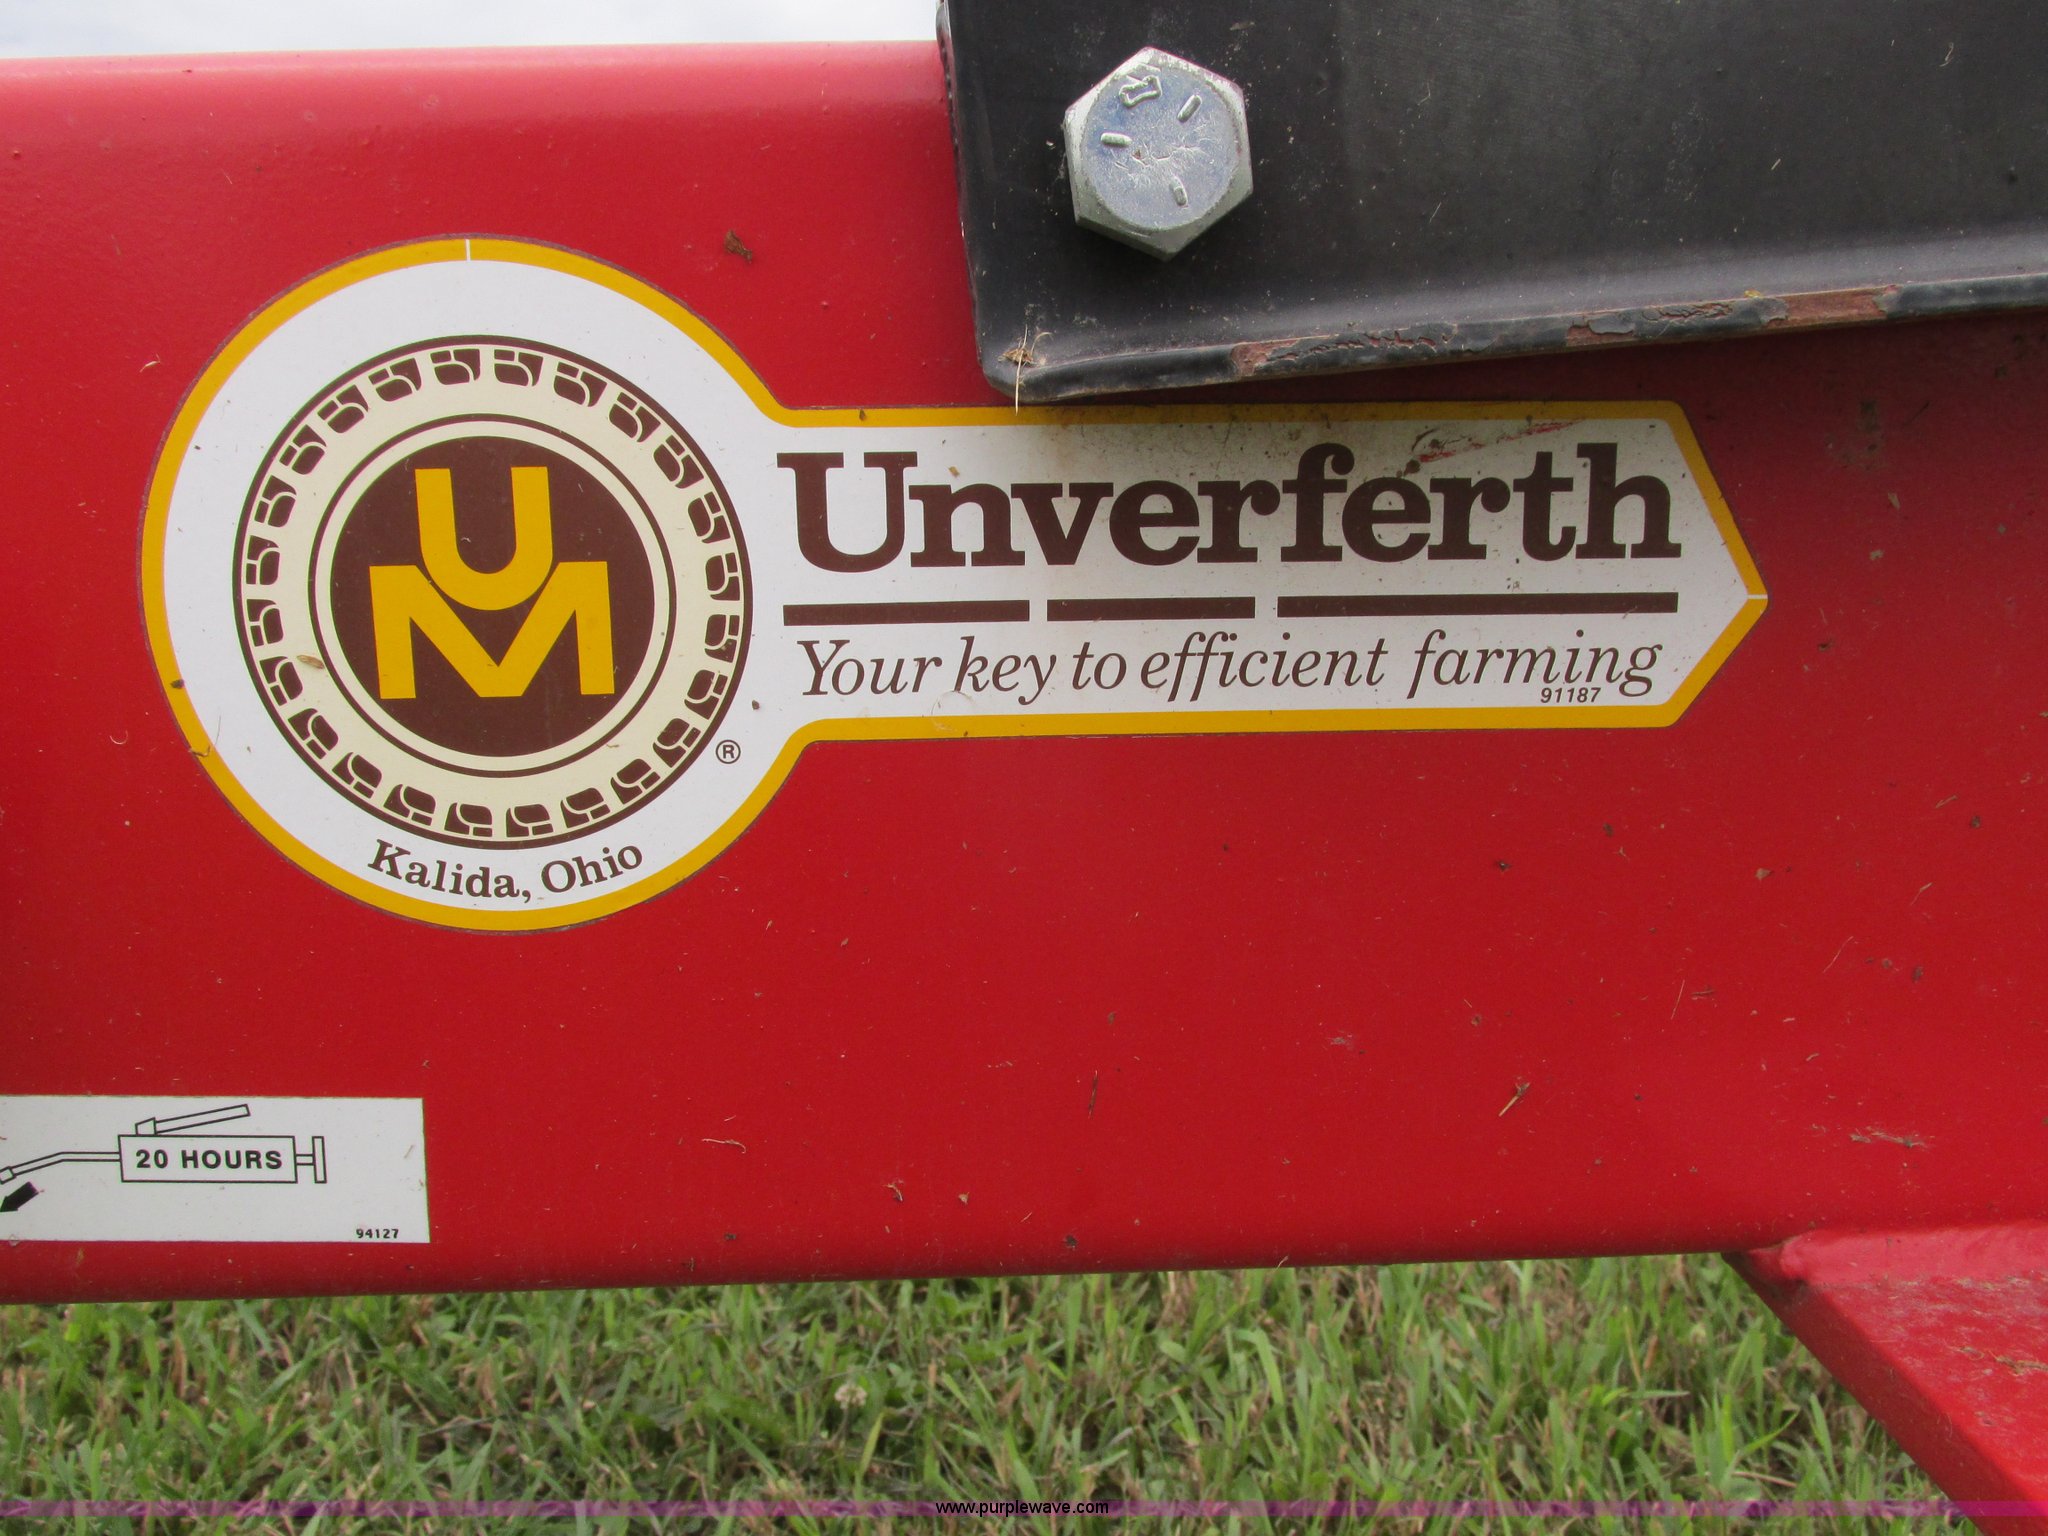 UM
Unverferth
Your key to efficient farming
91187
®
Kalida, Ohio
20 HOURS
94127
www.purplewave.com